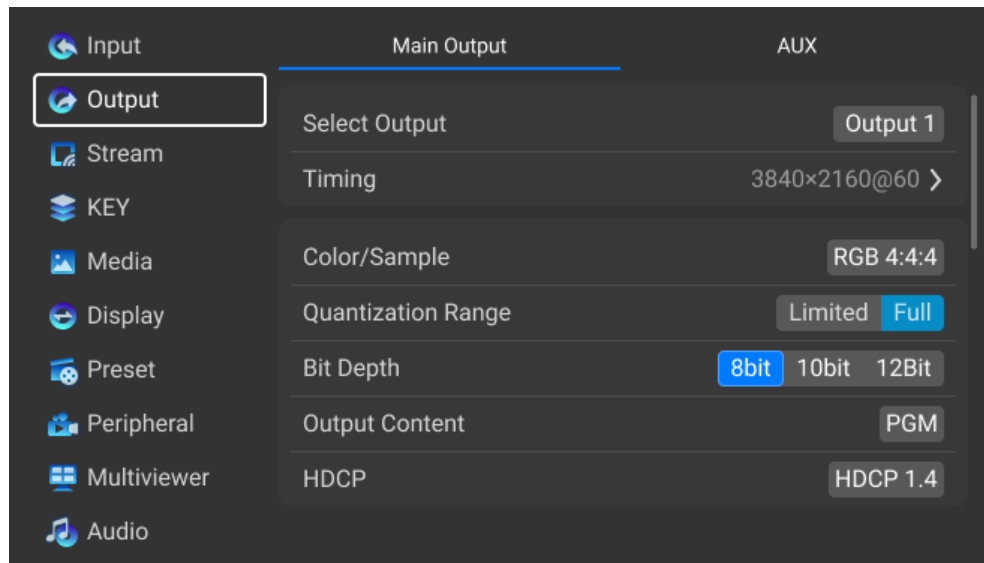 Input
Output
Stream
KEY
Media
Display
Preset
Peripheral
Multiviewer
Audio
Main Output AUX
Select Output Output 1
Timing 3840×2160@60 ❯
Color/Sample RGB 4:4:4
Quantization Range Limited Full
Bit Depth 8bit 10bit 12Bit
Output Content PGM
HDCP HDCP 1.4